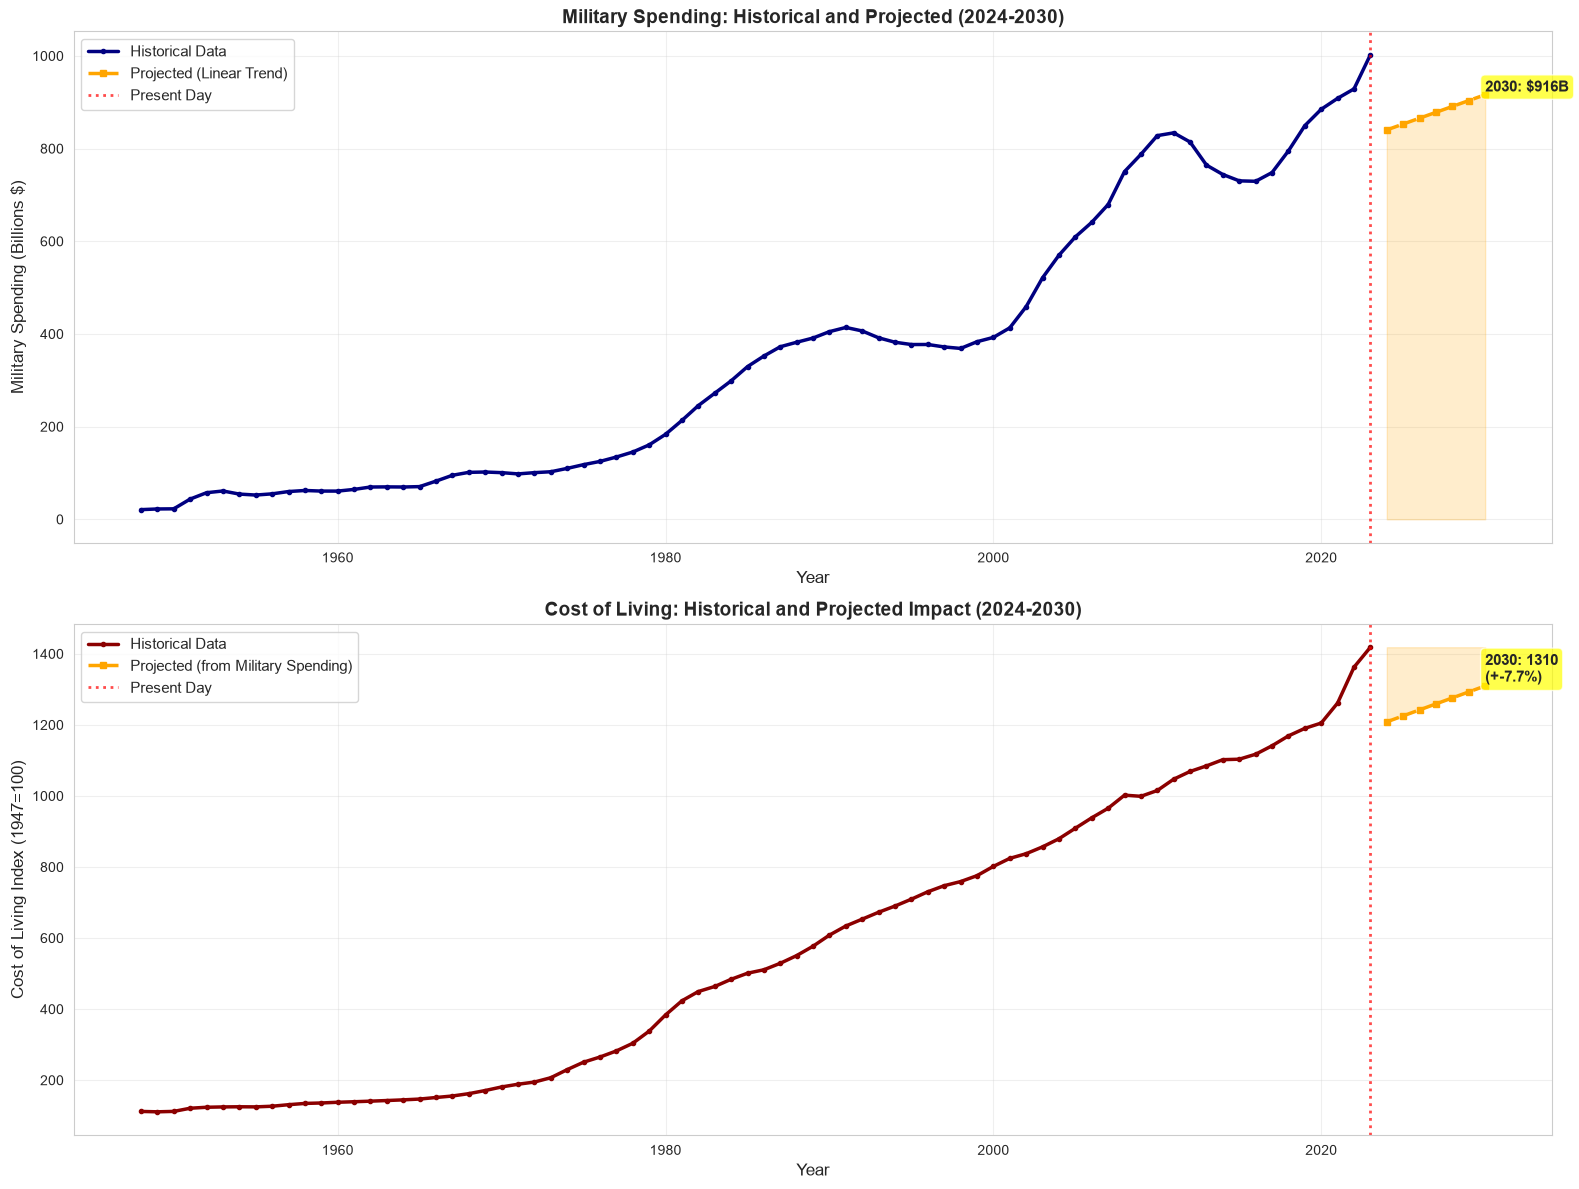 Military Spending: Historical and Projected (2024-2030)
Historical Data
Projected (Linear Trend)
Present Day
2030: $916B
1000
800
600
400
200
0
Military Spending (Billions $)
1960
1980
2000
2020
Year
Cost of Living: Historical and Projected Impact (2024-2030)
Historical Data
Projected (from Military Spending)
Present Day
2030: 1310
(+-7.7%)
1400
1200
1000
800
600
400
200
Cost of Living Index (1947=100)
1960
1980
2000
2020
Year